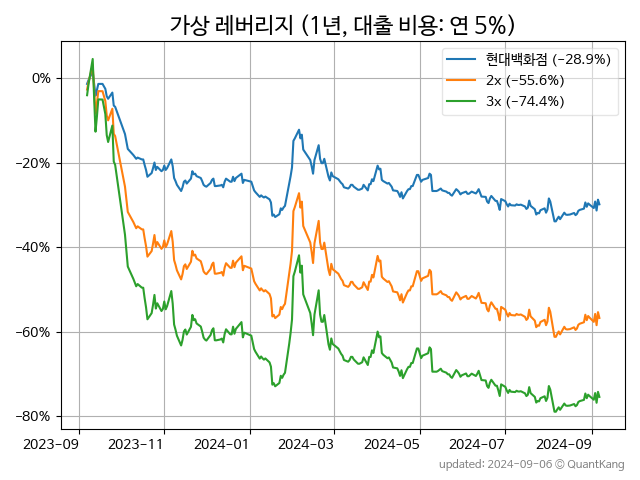 가상 레버리지 (1년, 대출 비용: 연 5%)
현대백화점 (−28.9%)
2x (−55.6%)
3x (−74.4%)
0%
−20%
−40%
−60%
−80%
2023-09 2023-11 2024-01 2024-03 2024-05 2024-07 2024-09
updated: 2024-09-06 © QuantKang